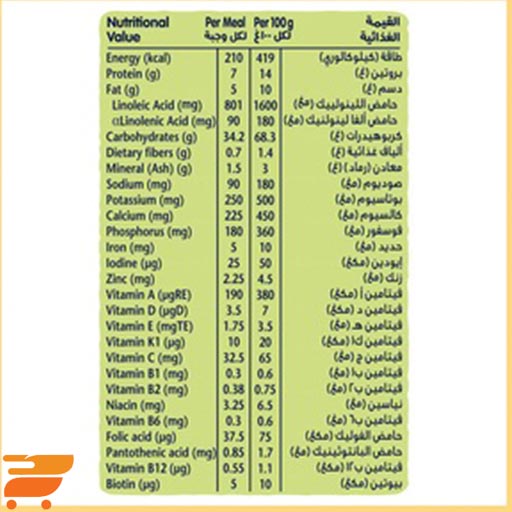 Nutritional Per Meal Per 100g القيمة
Value لكل وجبة لكل ١٠٠غ الغذائية
Energy (kcal) 210 419 طاقة (كيلوكالوري)
Protein (g) 7 14 بروتين (غ)
Fat (g) 5 10 دسم (غ)
Linoleic Acid (mg) 801 1600 حامض اللينولييك (مغ)
αLinolenic Acid (mg) 90 180 حامض ألفا لينولنيك (مغ)
Carbohydrates (g) 34.2 68.3 كربوهيدرات (غ)
Dietary fibers (g) 0.7 1.4 ألياف غذائية (غ)
Mineral (Ash) (g) 1.5 3 معادن (رماد) (غ)
Sodium (mg) 90 180 صوديوم (مغ)
Potassium (mg) 250 500 بوتاسيوم (مغ)
Calcium (mg) 225 450 كالسيوم (مغ)
Phosphorus (mg) 180 360 فوسفور (مغ)
Iron (mg) 5 10 حديد (مغ)
Iodine (µg) 25 50 إيودين (مكغ)
Zinc (mg) 2.25 4.5 زنك (مغ)
Vitamin A (µgRE) 190 380 فيتامين أ (مكغ)
Vitamin D (µgD) 3.5 7 فيتامين د (مكغ)
Vitamin E (mgTE) 1.75 3.5 فيتامين هـ (مغ)
Vitamin K1 (µg) 10 20 فيتامين ك١ (مكغ)
Vitamin C (mg) 32.5 65 فيتامين ج (مغ)
Vitamin B1 (mg) 0.3 0.6 فيتامين ب١ (مغ)
Vitamin B2 (mg) 0.38 0.75 فيتامين ب٢ (مغ)
Niacin (mg) 3.25 6.5 نياسين (مغ)
Vitamin B6 (mg) 0.3 0.6 فيتامين ب٦ (مغ)
Folic acid (µg) 37.5 75 حامض الفوليك (مكغ)
Pantothenic acid (mg) 0.85 1.7 حامض البانتوثينيك (مغ)
Vitamin B12 (µg) 0.55 1.1 فيتامين ب١٢ (مكغ)
Biotin (µg) 5 10 بيوتين (مكغ)